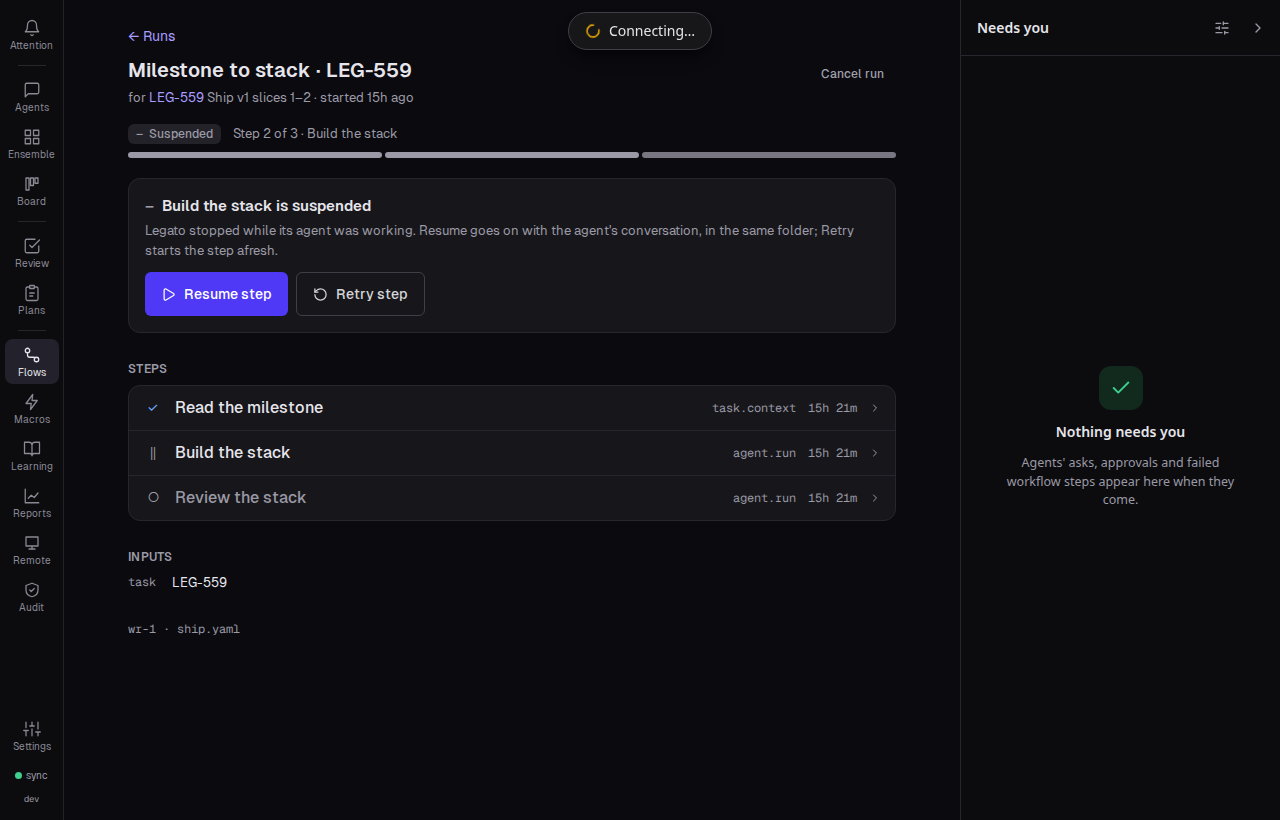 Attention
Agents
Ensemble
Board
Review
Plans
Flows
Macros
Learning
Reports
Remote
Audit
Settings
sync
dev
← Runs
Connecting...
Milestone to stack · LEG-559
Cancel run
for LEG-559 Ship v1 slices 1–2 · started 15h ago
– Suspended Step 2 of 3 · Build the stack
– Build the stack is suspended
Legato stopped while its agent was working. Resume goes on with the agent's conversation, in the same folder; Retry
starts the step afresh.
Resume step Retry step
STEPS
Read the milestone task.context 15h 21m
Build the stack agent.run 15h 21m
Review the stack agent.run 15h 21m
INPUTS
task LEG-559
wr-1 · ship.yaml
Needs you
Nothing needs you
Agents' asks, approvals and failed
workflow steps appear here when they
come.